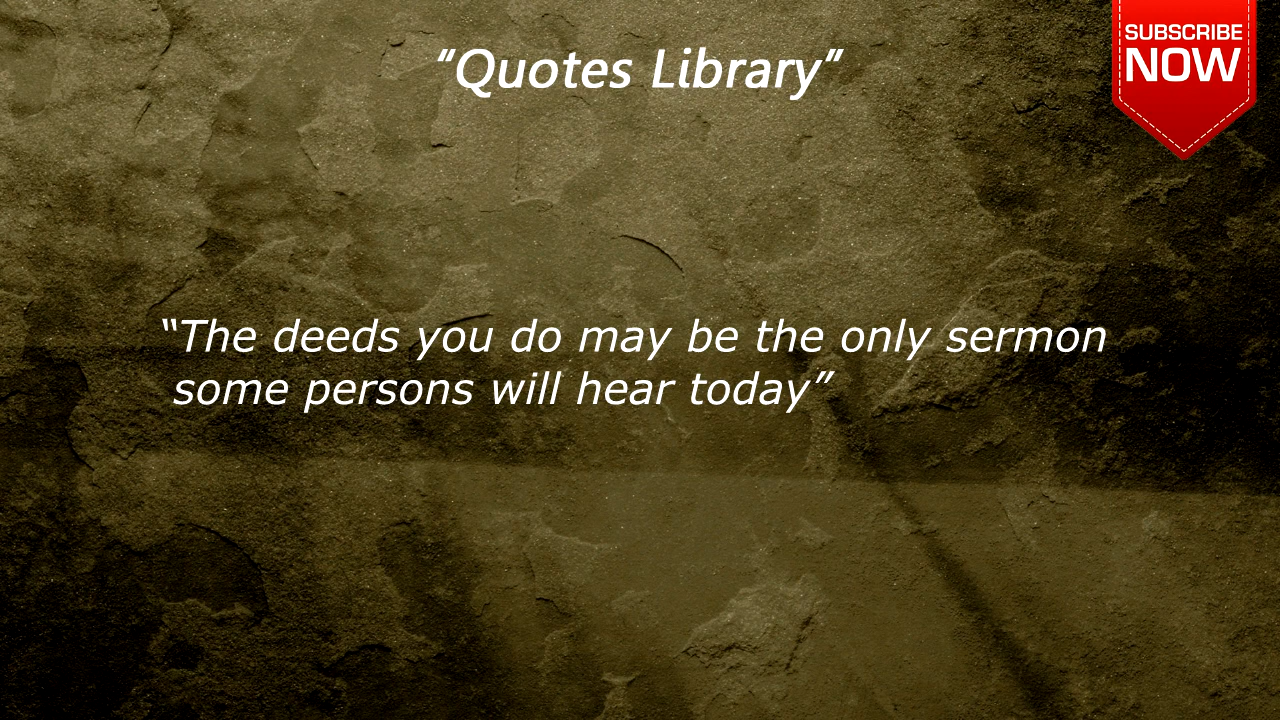 “Quotes Library”
SUBSCRIBE
NOW
“The deeds you do may be the only sermon
some persons will hear today”